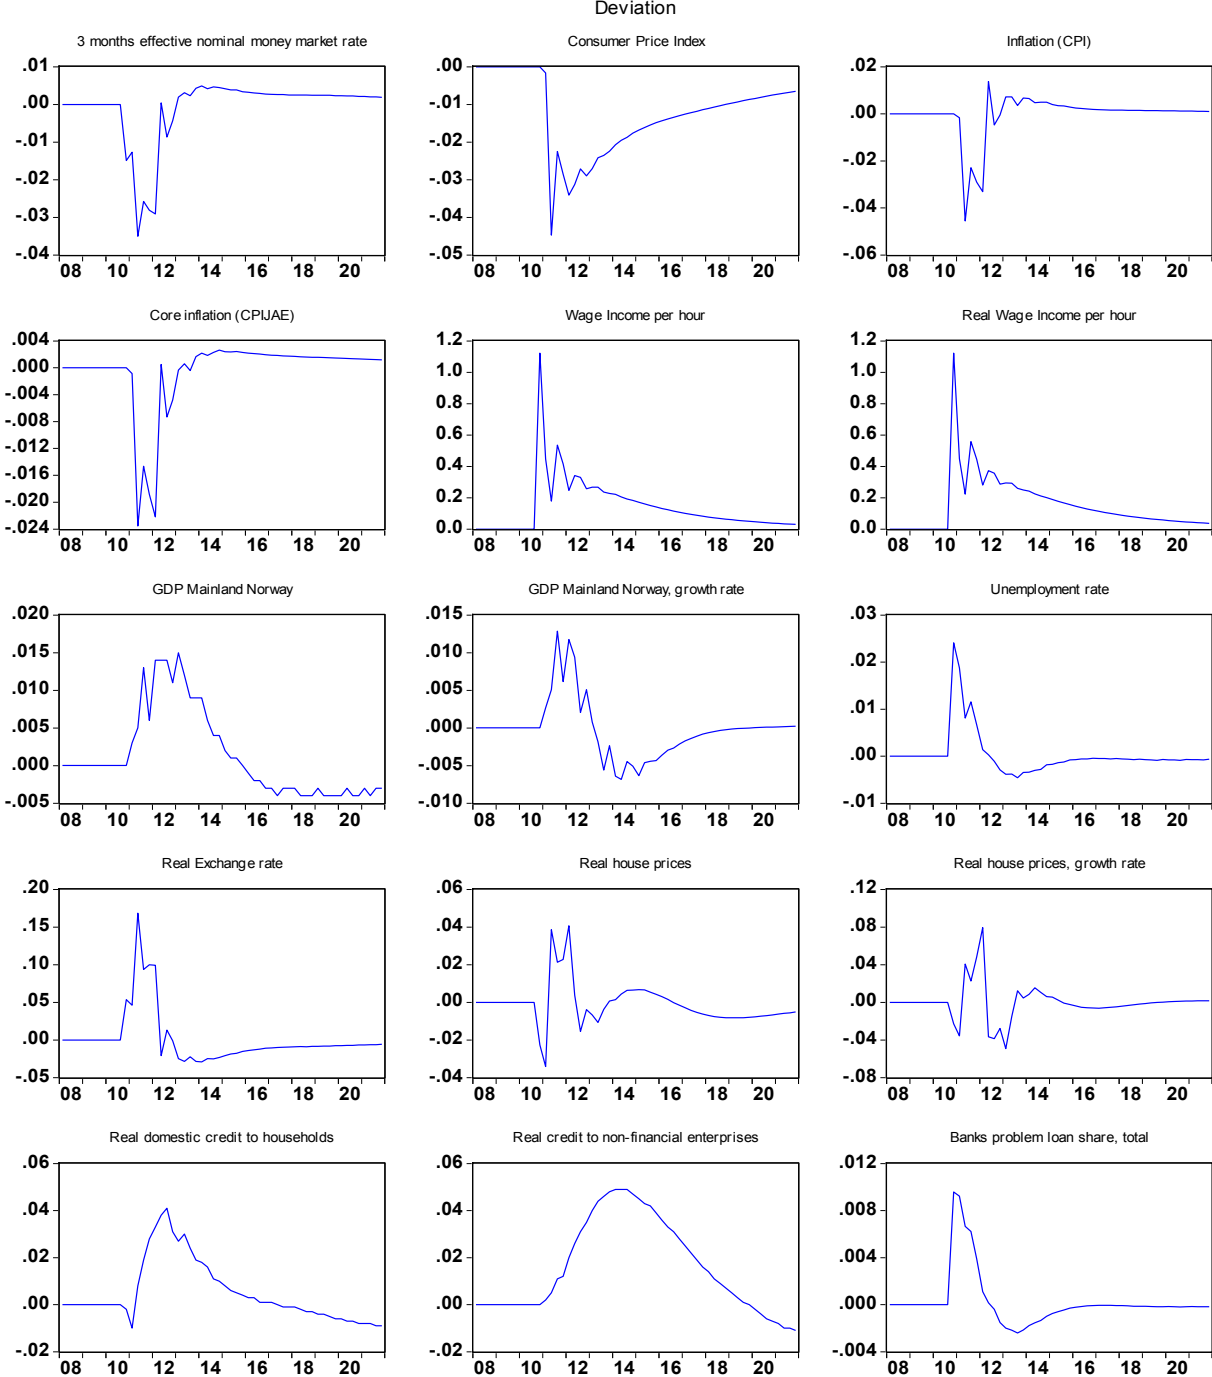 Deviation
3 months effective nominal money market rate
.01
.00
-.01
-.02
-.03
-.04
08 10 12 14 16 18 20
Consumer Price Index
.00
-.01
-.02
-.03
-.04
-.05
08 10 12 14 16 18 20
Inflation (CPI)
.02
.00
-.02
-.04
-.06
08 10 12 14 16 18 20
Core inflation (CPIJAE)
.004
.000
-.004
-.008
-.012
-.016
-.020
-.024
08 10 12 14 16 18 20
Wage Income per hour
1.2
1.0
0.8
0.6
0.4
0.2
0.0
08 10 12 14 16 18 20
Real Wage Income per hour
1.2
1.0
0.8
0.6
0.4
0.2
0.0
08 10 12 14 16 18 20
GDP Mainland Norway
.020
.015
.010
.005
.000
-.005
08 10 12 14 16 18 20
GDP Mainland Norway, growth rate
.015
.010
.005
.000
-.005
-.010
08 10 12 14 16 18 20
Unemployment rate
.03
.02
.01
.00
-.01
08 10 12 14 16 18 20
Real Exchange rate
.20
.15
.10
.05
.00
-.05
08 10 12 14 16 18 20
Real house prices
.06
.04
.02
.00
-.02
-.04
08 10 12 14 16 18 20
Real house prices, growth rate
.12
.08
.04
.00
-.04
-.08
08 10 12 14 16 18 20
Real domestic credit to households
.06
.04
.02
.00
-.02
08 10 12 14 16 18 20
Real credit to non-financial enterprises
.06
.04
.02
.00
-.02
08 10 12 14 16 18 20
Banks problem loan share, total
.012
.008
.004
.000
-.004
08 10 12 14 16 18 20